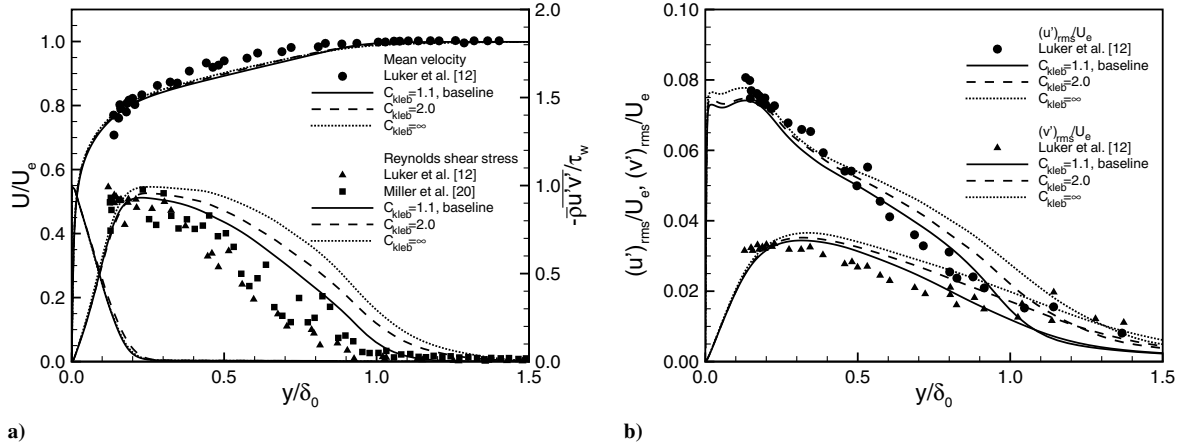 1.0
0.8
0.6
0.4
0.2
0.0
U/U_e
0.0
0.5
1.0
1.5
y/δ_0
2.0
1.5
1.0
0.5
0.0
-ρ̅u'v'/τ_w
Mean velocity
Luker et al. [12]
C_kleb=1.1, baseline
C_kleb=2.0
C_kleb=∞
Reynolds shear stress
Luker et al. [12]
Miller et al. [20]
C_kleb=1.1, baseline
C_kleb=2.0
C_kleb=∞
a)
0.10
0.08
0.06
0.04
0.02
0.00
(u')_rms/U_e, (v')_rms/U_e
0.0
0.5
1.0
1.5
y/δ_0
(u')_rms/U_e
Luker et al. [12]
C_kleb=1.1, baseline
C_kleb=2.0
C_kleb=∞
(v')_rms/U_e
Luker et al. [12]
C_kleb=1.1, baseline
C_kleb=2.0
C_kleb=∞
b)